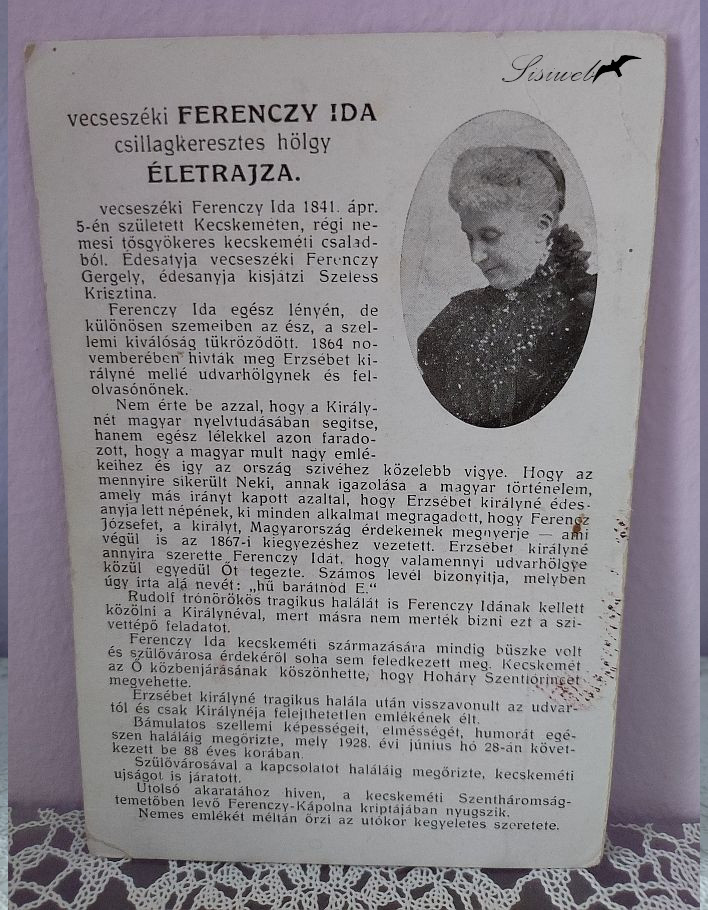 Sisiweb
vecseszéki FERENCZY IDA
csillagkeresztes hölgy
ÉLETRAJZA.
vecseszéki Ferenczy Ida 1841. ápr.
5-én született Kecskeméten, régi ne-
mesi tősgyökeres kecskeméti család-
ból. Édesatyja vecseszéki Ferenczy
Gergely, édesanyja kisjátzi Szeless
Krisztina.
Ferenczy Ida egész lényén, de
különösen szemeiben az ész, a szel-
lemi kiválóság tükröződött. 1864 no-
vemberében hivták meg Erzsébet ki-
rályné mellé udvarhölgynek és fel-
olvasónőnek.
Nem érte be azzal, hogy a Király-
nét magyar nyelvtudásában segitse,
hanem egész lélekkel azon farado-
zott, hogy a magyar mult nagy emlé-
keihez és igy az ország szivéhez közelebb vigye. Hogy az
mennyire sikerült Neki, annak igazolása a magyar történelem,
amely más irányt kapott azaltal, hogy Erzsébet királyné édes-
anyja lett népének, ki minden alkalmat megragadott, hogy Ferencz
Józsefet, a királyt, Magyarország érdekeinek megnyerje — ami
végül is az 1867-i kiegyezéshez vezetett. Erzsébet királyné
annyira szerette Ferenczy Idát, hogy valamennyi udvarhölgye
közül egyedül Őt tegezte. Számos levél bizonyitja, melyben
úgy irta alá nevét: „hű barátnőd E.“
Rudolf trónörökös tragikus halálát is Ferenczy Idának kellett
közölni a Királynéval, mert másra nem merték bizni ezt a szi-
vettépő feladatot.
Ferenczy Ida kecskeméti származására mindig büszke volt
és szülővárosa érdekéről soha sem feledkezett meg. Kecskemét
az Ő közbenjárásának köszönhette, hogy Hoháry Szentlőrincet
megvehette.
Erzsébet királyné tragikus halála után visszavonult az udvar-
tól és csak Királynéja felejthetetlen emlékének élt.
Bámulatos szellemi képességeit, elmésségét, humorát egé-
szen haláláig megőrizte, mely 1928. évi június hó 28-án követ-
kezett be 88 éves korában.
Szülővárosával a kapcsolatot haláláig megőrizte, kecskeméti
ujságot is járatott.
Utolsó akaratához hiven, a kecskeméti Szentháromság-
temetőben levő Ferenczy-Kápolna kriptájában nyugszik.
Nemes emlékét méltán őrzi az utókor kegyeletes szeretete.